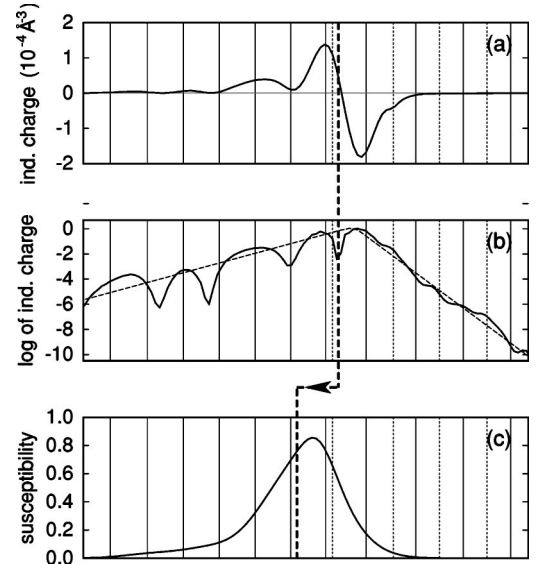 ind. charge (10⁻⁴ Å⁻³)
2
1
0
-1
-2
(a)
log of ind. charge
0
-2
-4
-6
-8
-10
(b)
susceptibility
1.0
0.8
0.6
0.4
0.2
0.0
(c)